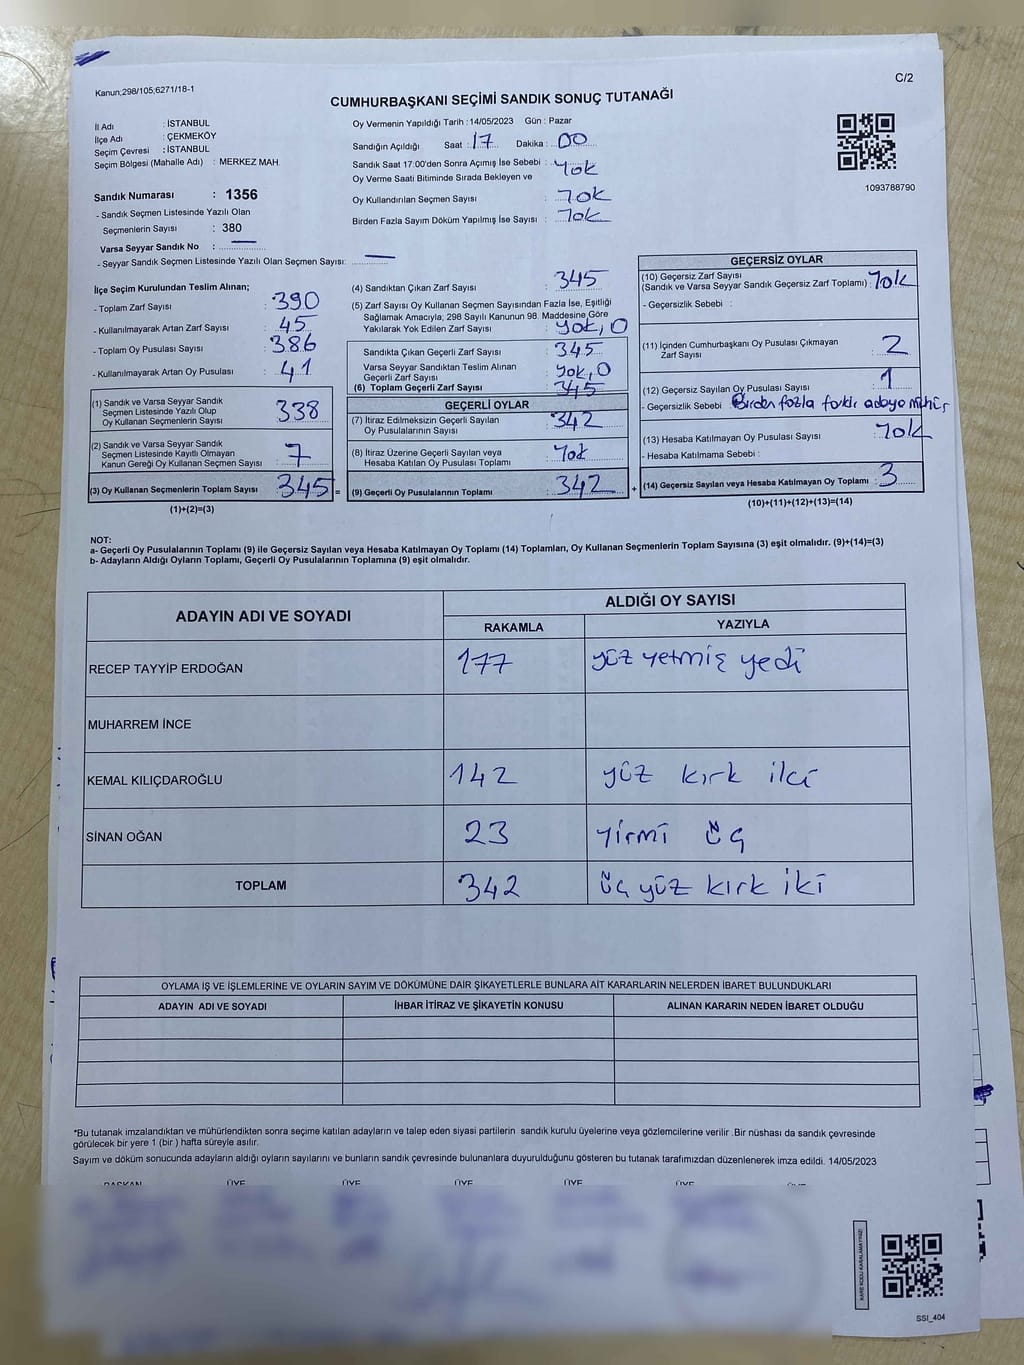 Kanun;298/105;6271/18-1
C/2
CUMHURBAŞKANI SEÇİMİ SANDIK SONUÇ TUTANAĞI
İl Adı : İSTANBUL
İlçe Adı : ÇEKMEKÖY
Seçim Çevresi : İSTANBUL
Seçim Bölgesi (Mahalle Adı) : MERKEZ MAH.
Sandık Numarası : 1356
- Sandık Seçmen Listesinde Yazılı Olan
Seçmenlerin Sayısı : 380
Varsa Seyyar Sandık No : —
- Seyyar Sandık Seçmen Listesinde Yazılı Olan Seçmen Sayısı: —
Oy Vermenin Yapıldığı Tarih : 14/05/2023 Gün : Pazar
Sandığın Açıldığı Saat : 17 Dakika : 00
Sandık Saat 17.00'den Sonra Açımış İse Sebebi : Yok
Oy Verme Saati Bitiminde Sırada Bekleyen ve
Oy Kullandırılan Seçmen Sayısı : Yok
Birden Fazla Sayım Döküm Yapılmış İse Sayısı : Yok
1093788790
İlçe Seçim Kurulundan Teslim Alınan;
- Toplam Zarf Sayısı : 390
- Kullanılmayarak Artan Zarf Sayısı : 45
- Toplam Oy Pusulası Sayısı : 386
- Kullanılmayarak Artan Oy Pusulası : 41
(1) Sandık ve Varsa Seyyar Sandık
Seçmen Listesinde Yazılı Olup
Oy Kullanan Seçmenlerin Sayısı : 338
(2) Sandık ve Varsa Seyyar Sandık
Seçmen Listesinde Kayıtlı Olmayan
Kanun Gereği Oy Kullanan Seçmen Sayısı : 7
(3) Oy Kullanan Seçmenlerin Toplam Sayısı : 345 =
(1)+(2)=(3)
(4) Sandıktan Çıkan Zarf Sayısı : 345
(5) Zarf Sayısı Oy Kullanan Seçmen Sayısından Fazla İse, Eşitliği
Sağlamak Amacıyla; 298 Sayılı Kanunun 98. Maddesine Göre
Yakılarak Yok Edilen Zarf Sayısı : Yok, 0
Sandıkta Çıkan Geçerli Zarf Sayısı : 345
Varsa Seyyar Sandıktan Teslim Alınan
Geçerli Zarf Sayısı : Yok, 0
(6) Toplam Geçerli Zarf Sayısı : 345
GEÇERLİ OYLAR
(7) İtiraz Edilmeksizin Geçerli Sayılan
Oy Pusulalarının Sayısı : 342
(8) İtiraz Üzerine Geçerli Sayılan veya
Hesaba Katılan Oy Pusulası Toplamı : Yok
(9) Geçerli Oy Pusulalarının Toplamı : 342 +
GEÇERSİZ OYLAR
(10) Geçersiz Zarf Sayısı
(Sandık ve Varsa Seyyar Sandık Geçersiz Zarf Toplamı) : Yok
- Geçersizlik Sebebi :
(11) İçinden Cumhurbaşkanı Oy Pusulası Çıkmayan
Zarf Sayısı : 2
(12) Geçersiz Sayılan Oy Pusulası Sayısı : 1
- Geçersizlik Sebebi : Birden fazla farklı adaya mühür
(13) Hesaba Katılmayan Oy Pusulası Sayısı : Yok
- Hesaba Katılmama Sebebi :
(14) Geçersiz Sayılan veya Hesaba Katılmayan Oy Toplamı : 3
(10)+(11)+(12)+(13)=(14)
NOT:
a- Geçerli Oy Pusulalarının Toplamı (9) ile Geçersiz Sayılan veya Hesaba Katılmayan Oy Toplamı (14) Toplamları, Oy Kullanan Seçmenlerin Toplam Sayısına (3) eşit olmalıdır. (9)+(14)=(3)
b- Adayların Aldığı Oyların Toplamı, Geçerli Oy Pusulalarının Toplamına (9) eşit olmalıdır.
ADAYIN ADI VE SOYADI
ALDIĞI OY SAYISI
RAKAMLA YAZIYLA
RECEP TAYYİP ERDOĞAN 177 yüz yetmiş yedi
MUHARREM İNCE
KEMAL KILIÇDAROĞLU 142 yüz kırk iki
SİNAN OĞAN 23 yirmi üç
TOPLAM 342 üç yüz kırk iki
OYLAMA İŞ VE İŞLEMLERİNE VE OYLARIN SAYIM VE DÖKÜMÜNE DAİR ŞİKAYETLERLE BUNLARA AİT KARARLARIN NELERDEN İBARET BULUNDUKLARI
ADAYIN ADI VE SOYADI İHBAR İTİRAZ VE ŞİKAYETİN KONUSU ALINAN KARARIN NEDEN İBARET OLDUĞU
*Bu tutanak imzalandıktan ve mühürlendikten sonra seçime katılan adayların ve talep eden siyasi partilerin sandık kurulu üyelerine veya gözlemcilerine verilir .Bir nüshası da sandık çevresinde
görülecek bir yere 1 (bir ) hafta süreyle asılır.
Sayım ve döküm sonucunda adayların aldığı oyların sayılarını ve bunların sandık çevresinde bulunanlara duyurulduğunu gösteren bu tutanak tarafımızdan düzenlenerek imza edildi. 14/05/2023
BAŞKAN ÜYE ÜYE ÜYE ÜYE ÜYE
KARE KODU KARALAMAYINIZ!
SSI_404